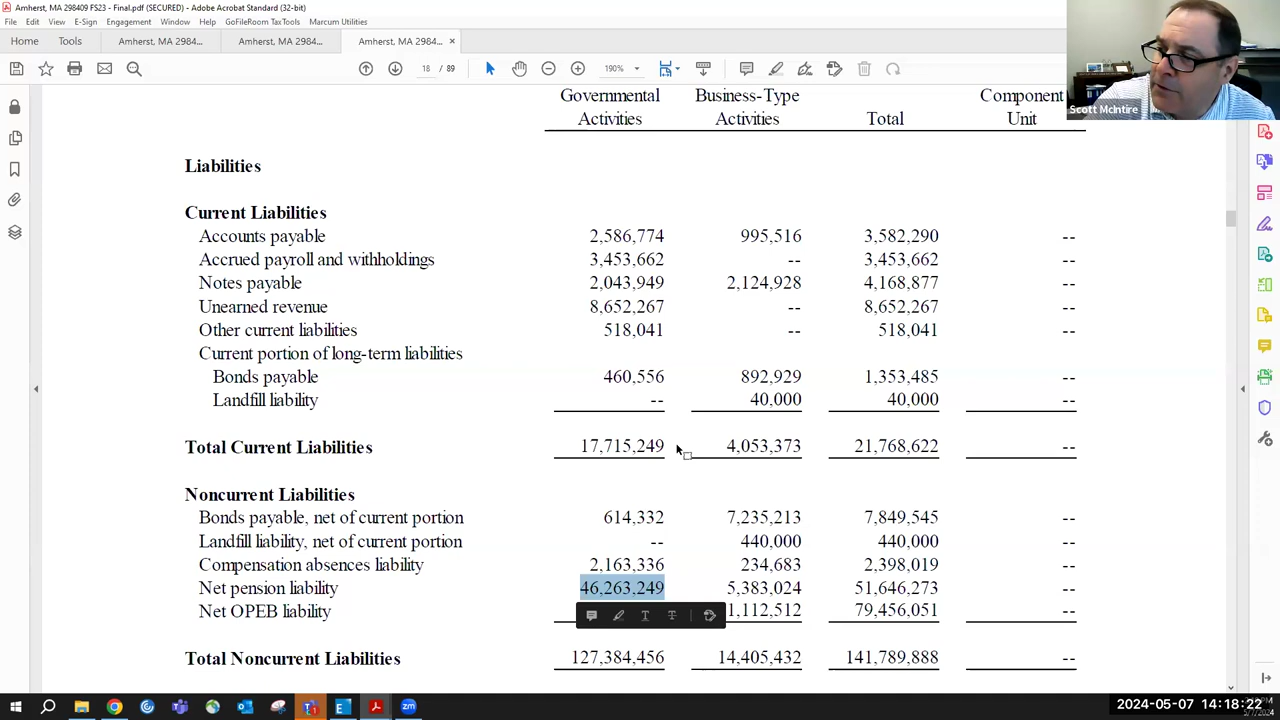 Amherst, MA 298409 FS23 - Final.pdf (SECURED) - Adobe Acrobat Standard (32-bit)
File Edit View E-Sign Engagement Window Help GoFileRoom TaxTools Marcum Utilities
Home Tools Amherst, MA 2984... Amherst, MA 2984... Amherst, MA 2984... ×
18 / 89 190%
Scott McIntire
Governmental Business-Type Component
Activities Activities Total Unit
Liabilities
Current Liabilities
Accounts payable 2,586,774 995,516 3,582,290 --
Accrued payroll and withholdings 3,453,662 -- 3,453,662 --
Notes payable 2,043,949 2,124,928 4,168,877 --
Unearned revenue 8,652,267 -- 8,652,267 --
Other current liabilities 518,041 -- 518,041 --
Current portion of long-term liabilities
Bonds payable 460,556 892,929 1,353,485 --
Landfill liability -- 40,000 40,000 --
Total Current Liabilities 17,715,249 4,053,373 21,768,622 --
Noncurrent Liabilities
Bonds payable, net of current portion 614,332 7,235,213 7,849,545 --
Landfill liability, net of current portion -- 440,000 440,000 --
Compensation absences liability 2,163,336 234,683 2,398,019 --
Net pension liability 46,263,249 5,383,024 51,646,273 --
Net OPEB liability 1,112,512 79,456,051 --
Total Noncurrent Liabilities 127,384,456 14,405,432 141,789,888 --
2024-05-07 14:18:22